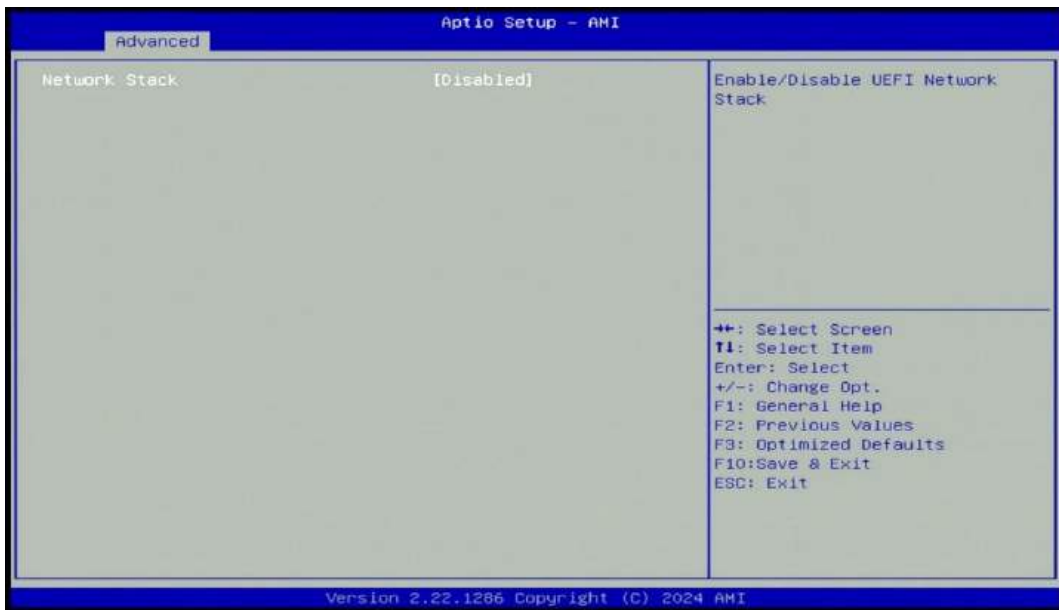 Aptio Setup - AMI
Advanced
Network Stack [Disabled]
Enable/Disable UEFI Network
Stack
→←: Select Screen
↑↓: Select Item
Enter: Select
+/-: Change Opt.
F1: General Help
F2: Previous Values
F3: Optimized Defaults
F10:Save & Exit
ESC: Exit
Version 2.22.1286 Copyright (C) 2024 AMI